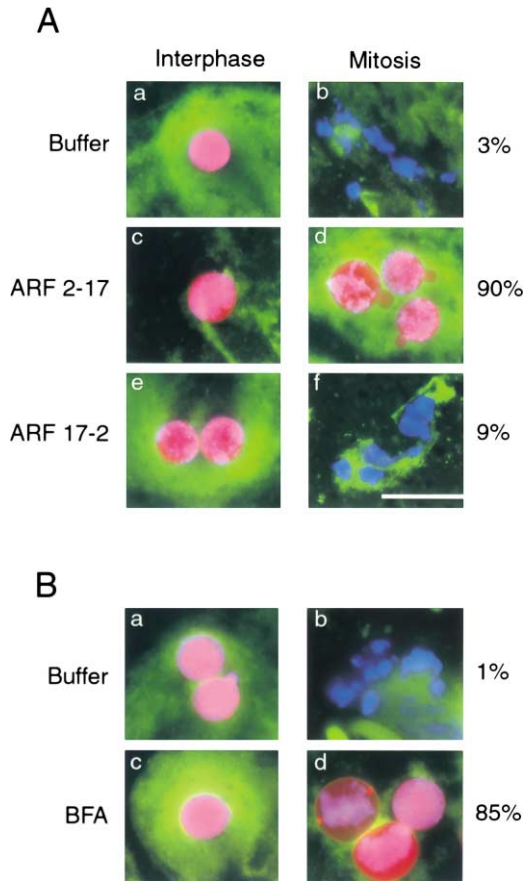 A
Interphase Mitosis
Buffer a b 3%
ARF 2-17 c d 90%
ARF 17-2 e f 9%
B
Buffer a b 1%
BFA c d 85%